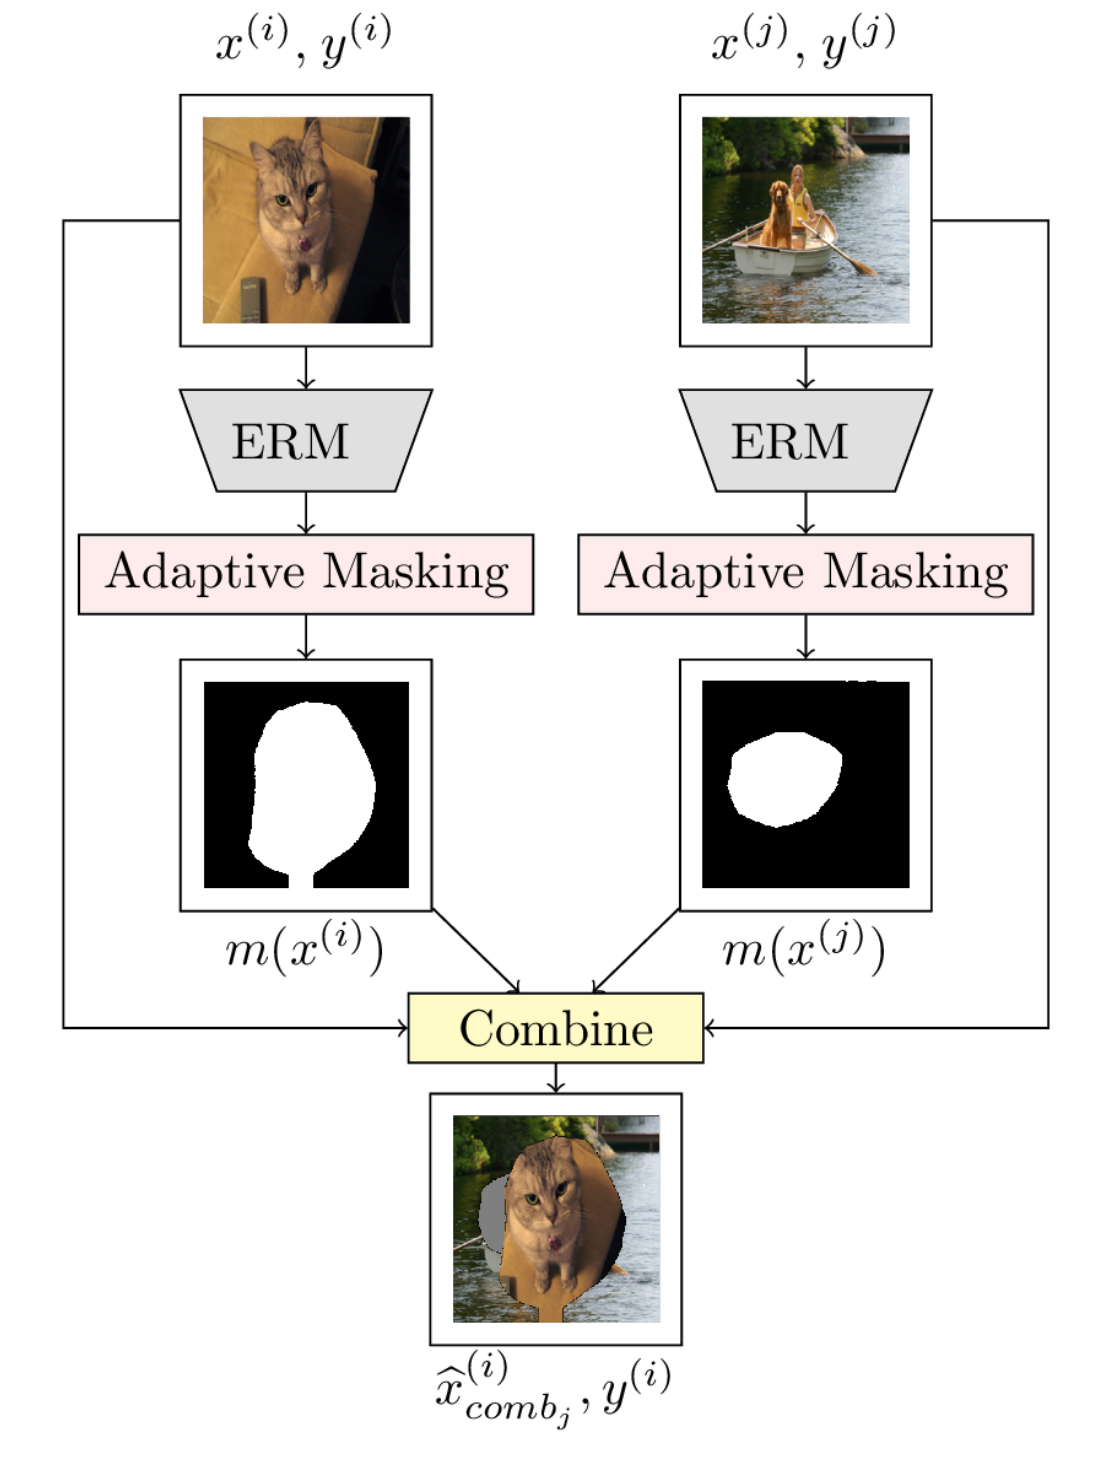 x^{(i)}, y^{(i)}
x^{(j)}, y^{(j)}
ERM
ERM
Adaptive Masking
Adaptive Masking
m(x^{(i)})
m(x^{(j)})
Combine
\widehat{x}^{(i)}_{comb_j}, y^{(i)}